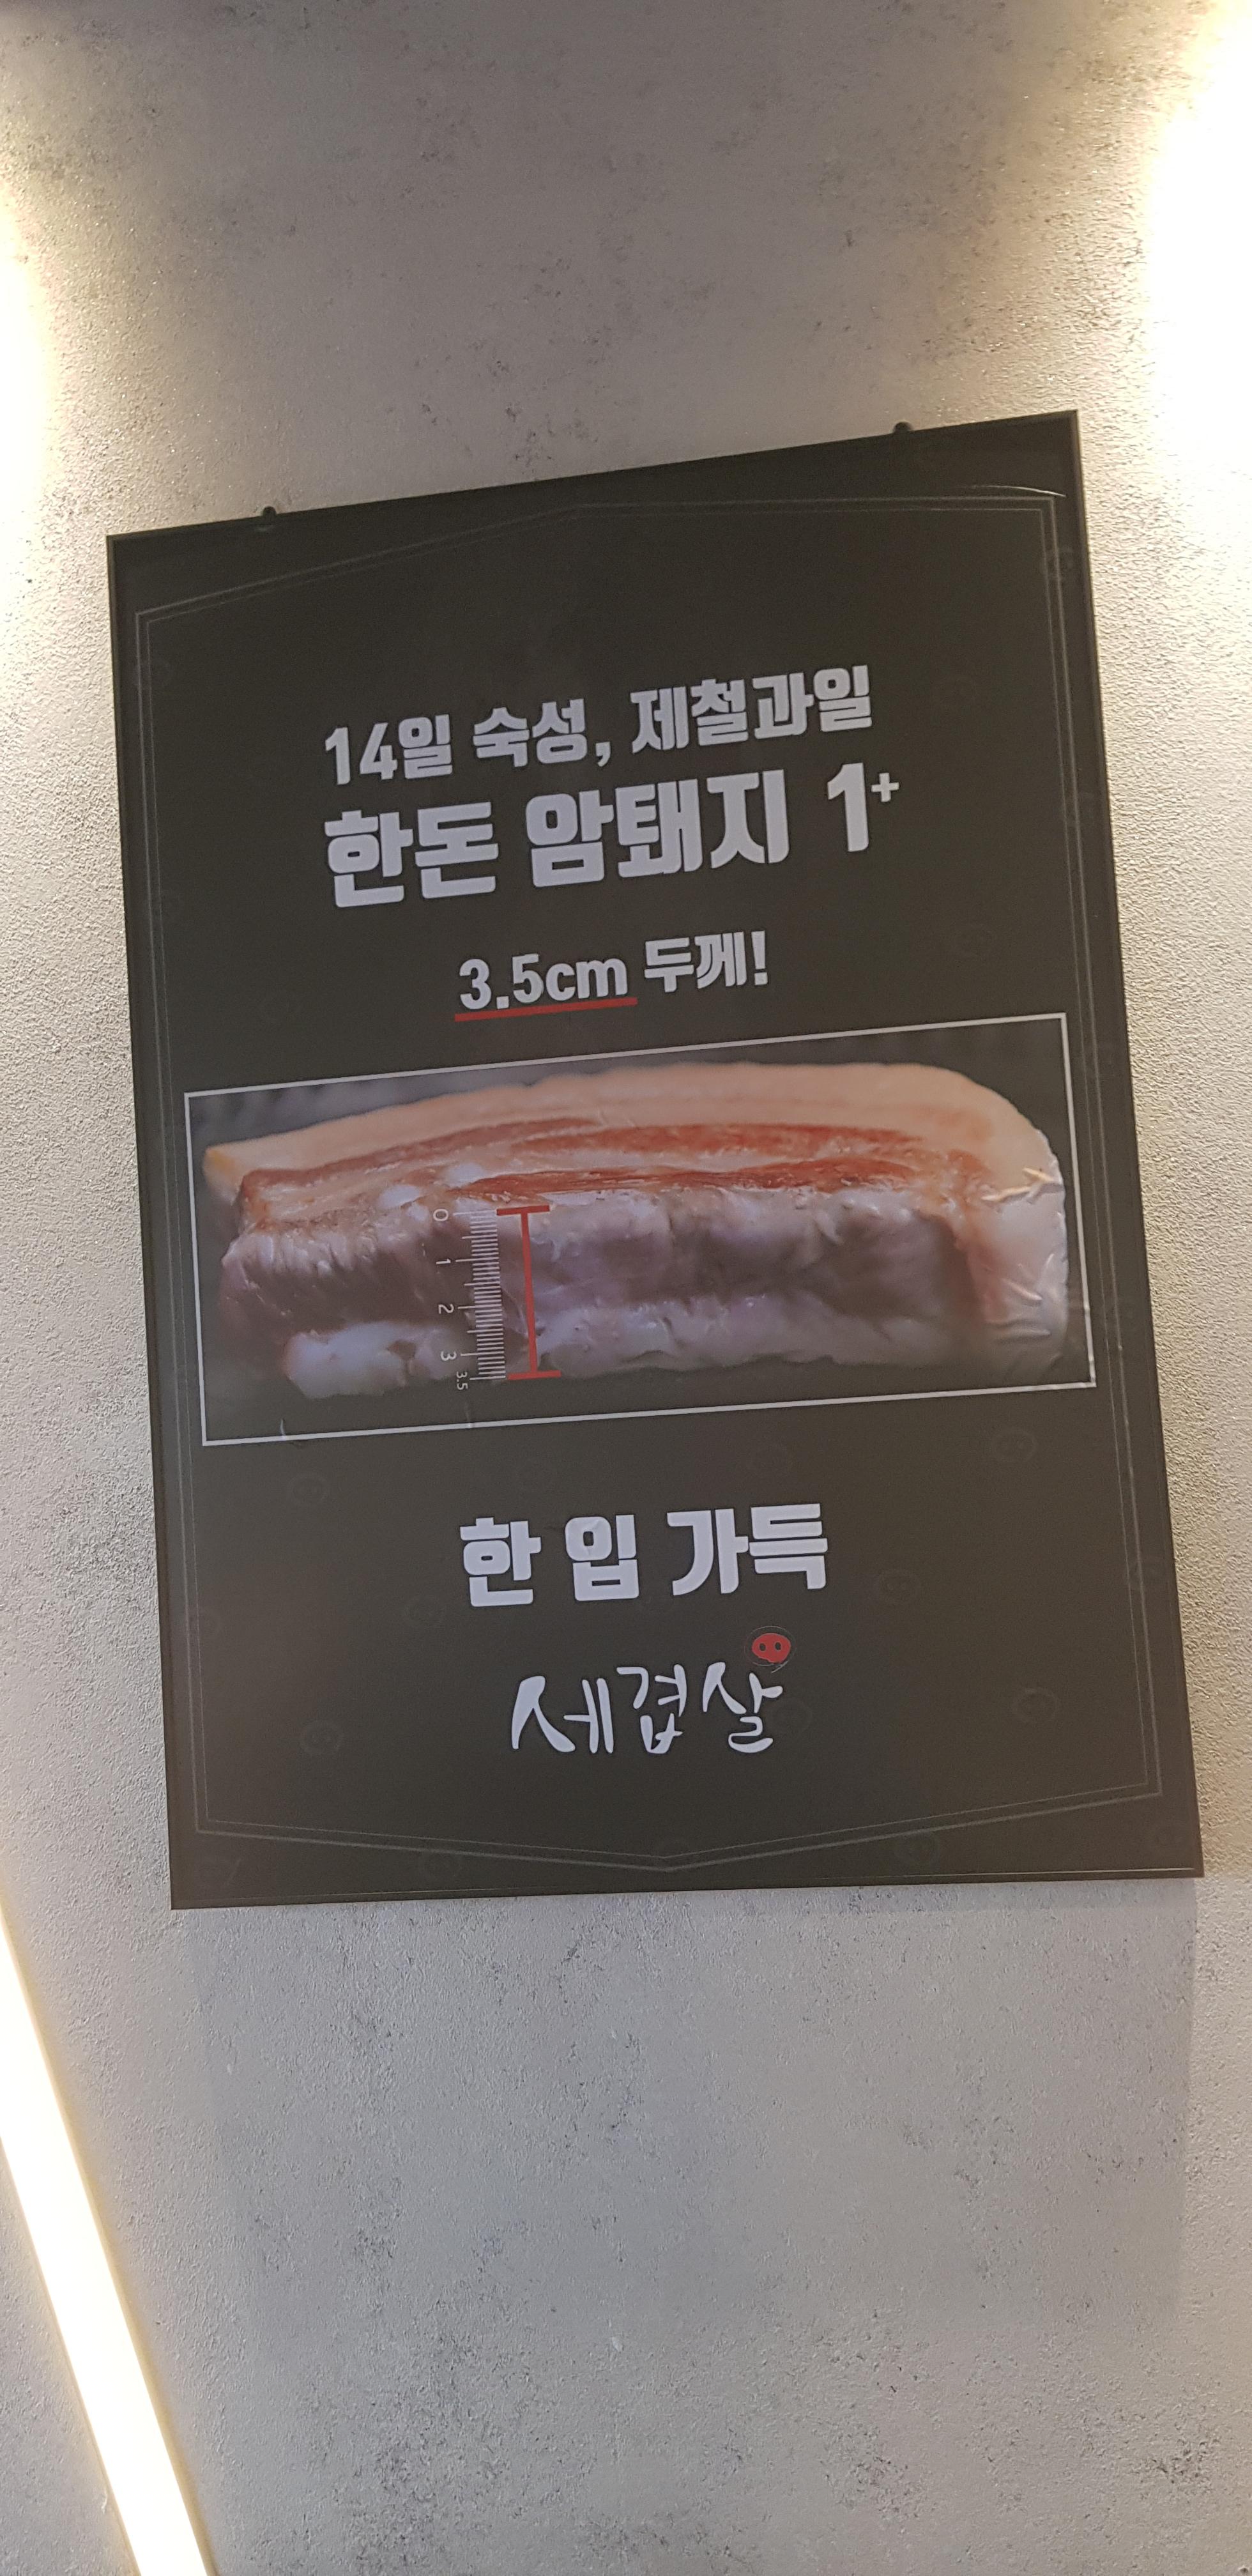 14일 숙성, 제철과일
한돈 암퇘지 1+
3.5cm 두께!
0
1
2
3
3.5
한 입 가득
세겹살